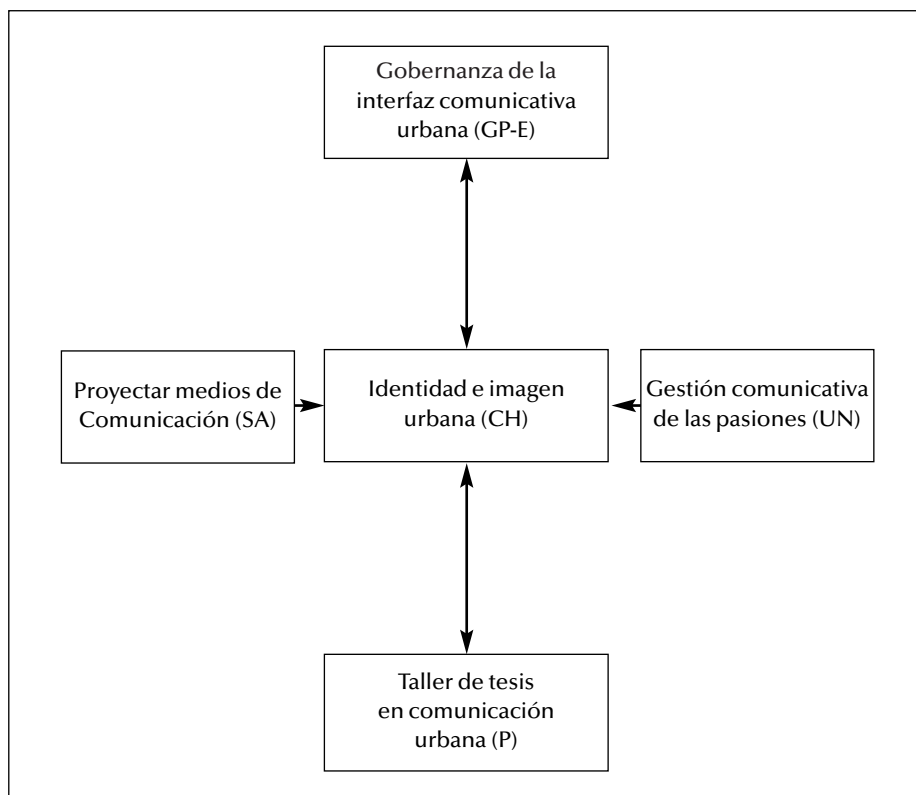 Gobernanza de la
interfaz comunicativa
urbana (GP-E)
Proyectar medios de
Comunicación (SA)
Identidad e imagen
urbana (CH)
Gestión comunicativa
de las pasiones (UN)
Taller de tesis
en comunicación
urbana (P)